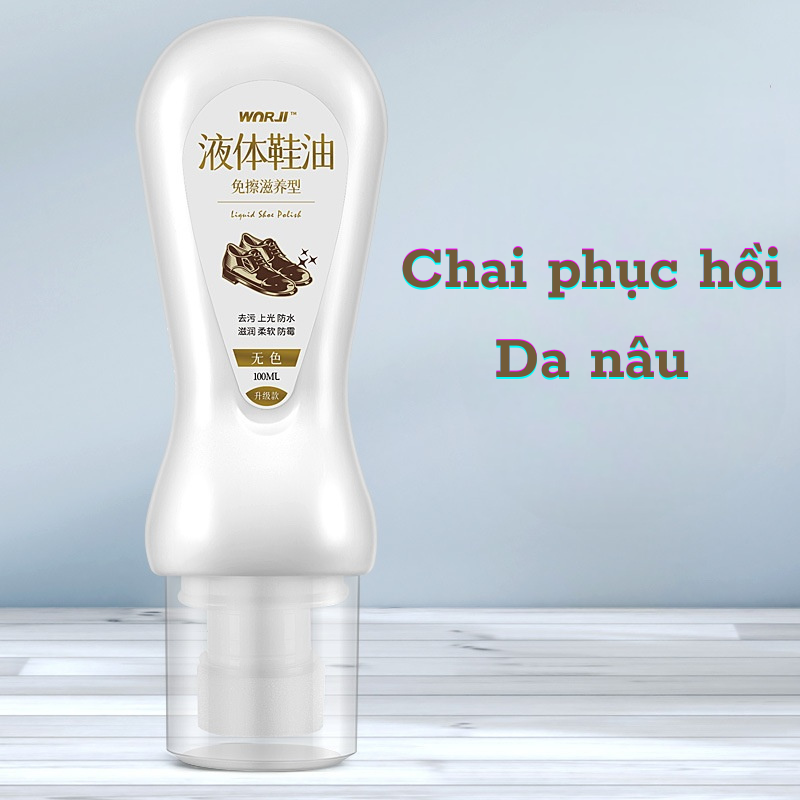 WORJI™
液体鞋油
免擦滋养型
Liquid Shoe Polish
去污 上光 防水
滋润 柔软 防霉
无色
100ML
升级款
Chai phục hồi
Da nâu